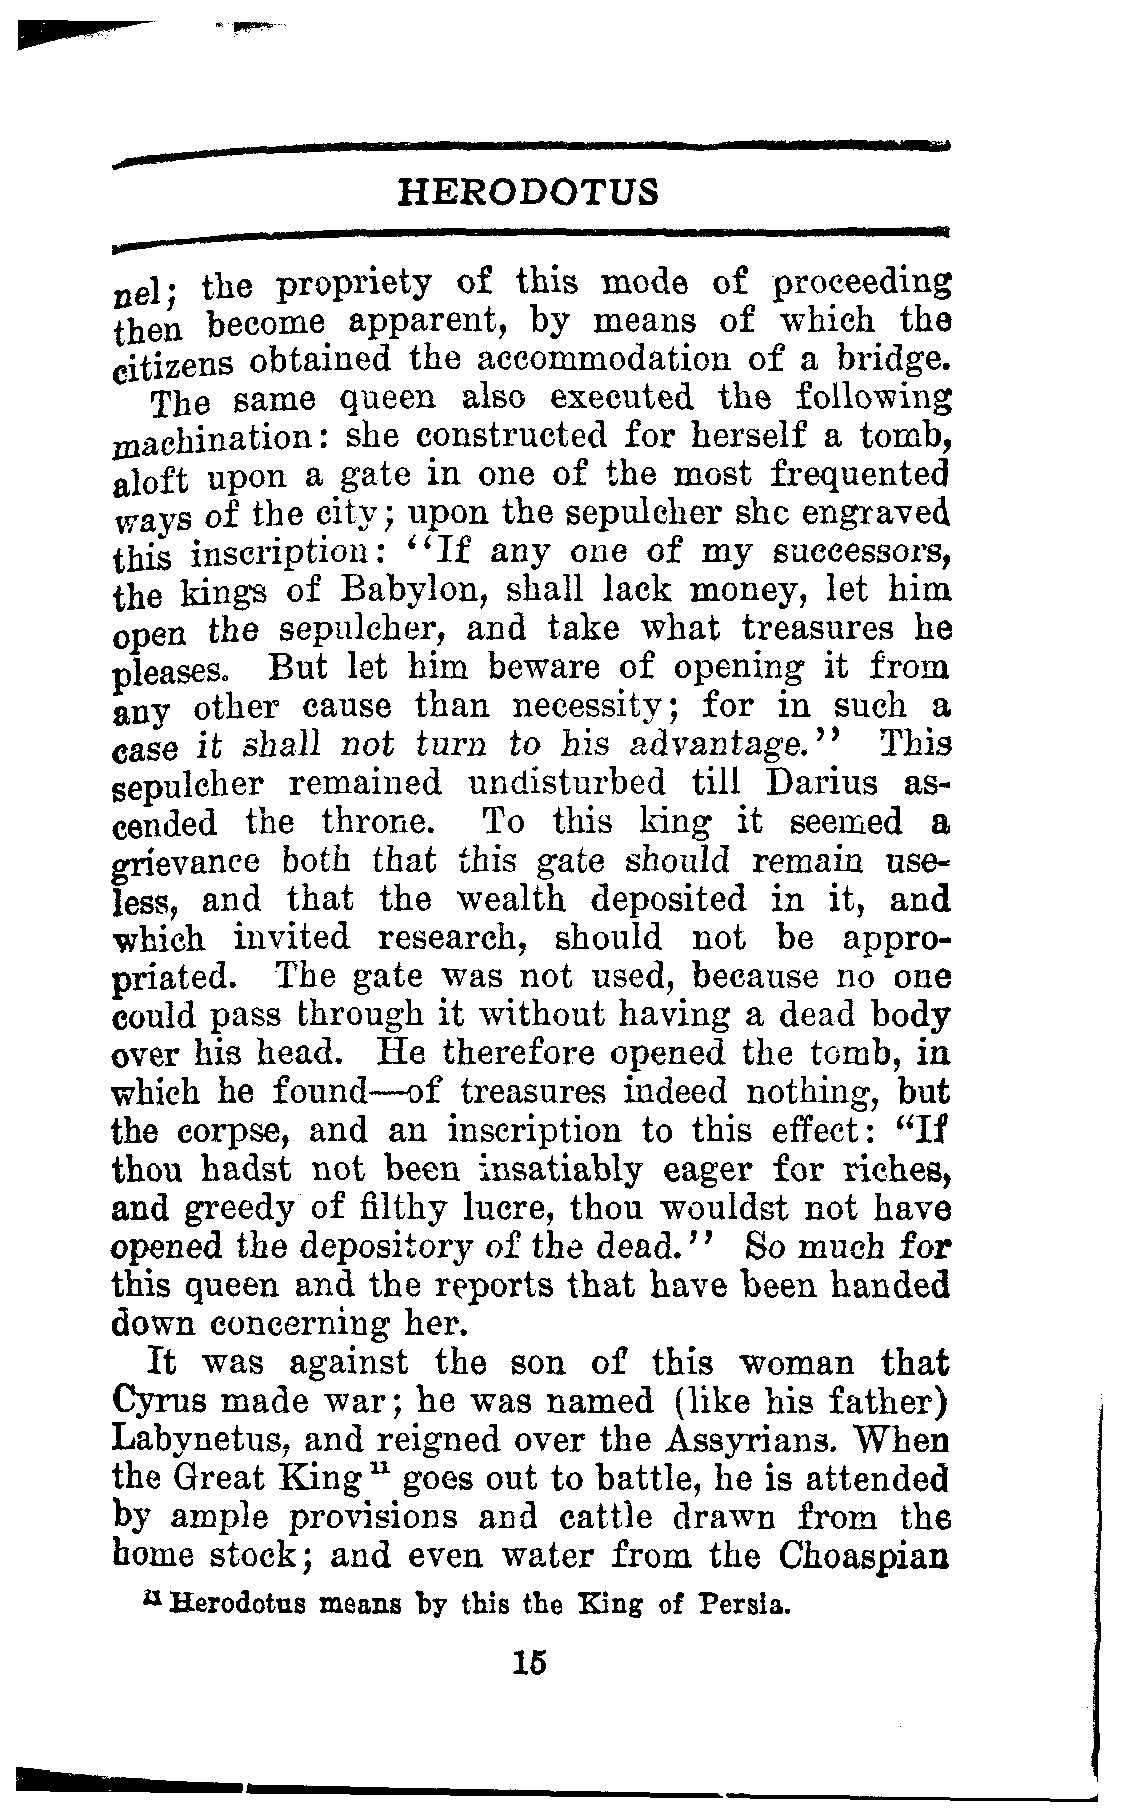 HERODOTUS
nel; the propriety of this mode of proceeding
then become apparent, by means of which the
citizens obtained the accommodation of a bridge.
The same queen also executed the following
machination: she constructed for herself a tomb,
aloft upon a gate in one of the most frequented
ways of the city; upon the sepulcher she engraved
this inscription: “If any one of my successors,
the kings of Babylon, shall lack money, let him
open the sepulcher, and take what treasures he
pleases. But let him beware of opening it from
any other cause than necessity; for in such a
case it shall not turn to his advantage.” This
sepulcher remained undisturbed till Darius as-
cended the throne. To this king it seemed a
grievance both that this gate should remain use-
less, and that the wealth deposited in it, and
which invited research, should not be appro-
priated. The gate was not used, because no one
could pass through it without having a dead body
over his head. He therefore opened the tomb, in
which he found—of treasures indeed nothing, but
the corpse, and an inscription to this effect: “If
thou hadst not been insatiably eager for riches,
and greedy of filthy lucre, thou wouldst not have
opened the depository of the dead.” So much for
this queen and the reports that have been handed
down concerning her.
It was against the son of this woman that
Cyrus made war; he was named (like his father)
Labynetus, and reigned over the Assyrians. When
the Great King¹¹ goes out to battle, he is attended
by ample provisions and cattle drawn from the
home stock; and even water from the Choaspian
¹¹ Herodotus means by this the King of Persia.
15